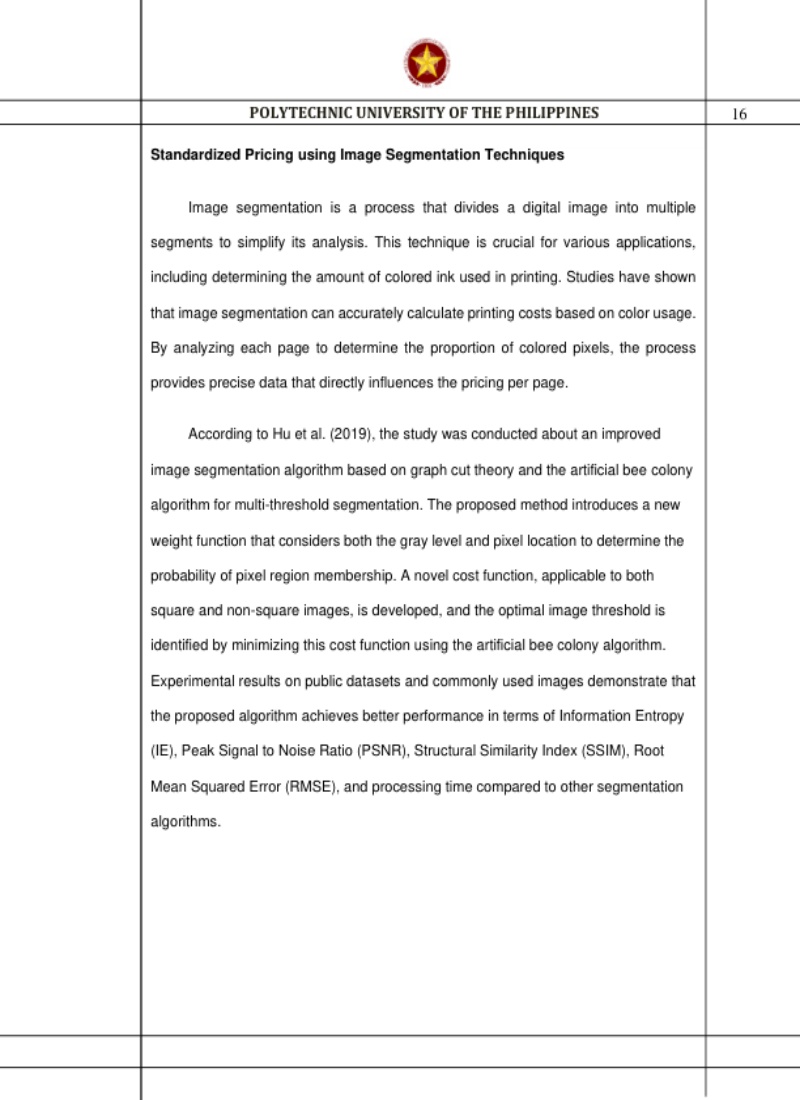 POLYTECHNIC UNIVERSITY OF THE PHILIPPINES
16
Standardized Pricing using Image Segmentation Techniques
Image segmentation is a process that divides a digital image into multiple
segments to simplify its analysis. This technique is crucial for various applications,
including determining the amount of colored ink used in printing. Studies have shown
that image segmentation can accurately calculate printing costs based on color usage.
By analyzing each page to determine the proportion of colored pixels, the process
provides precise data that directly influences the pricing per page.
According to Hu et al. (2019), the study was conducted about an improved
image segmentation algorithm based on graph cut theory and the artificial bee colony
algorithm for multi-threshold segmentation. The proposed method introduces a new
weight function that considers both the gray level and pixel location to determine the
probability of pixel region membership. A novel cost function, applicable to both
square and non-square images, is developed, and the optimal image threshold is
identified by minimizing this cost function using the artificial bee colony algorithm.
Experimental results on public datasets and commonly used images demonstrate that
the proposed algorithm achieves better performance in terms of Information Entropy
(IE), Peak Signal to Noise Ratio (PSNR), Structural Similarity Index (SSIM), Root
Mean Squared Error (RMSE), and processing time compared to other segmentation
algorithms.